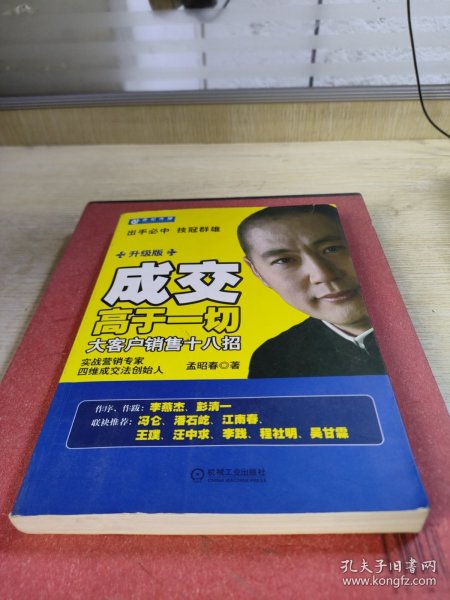 出手必中 技冠群雄
升级版
成交
高于一切
大客户销售十八招
实战营销专家
四维成交法创始人
孟昭春◎著
作序、作跋：李燕杰、彭清一
联袂推荐：冯仑、潘石屹、江南春、
王璞、汪中求、李践、程社明、吴甘霖
机械工业出版社
CHINA MACHINE PRESS
孔夫子旧书网
www.kongfz.com